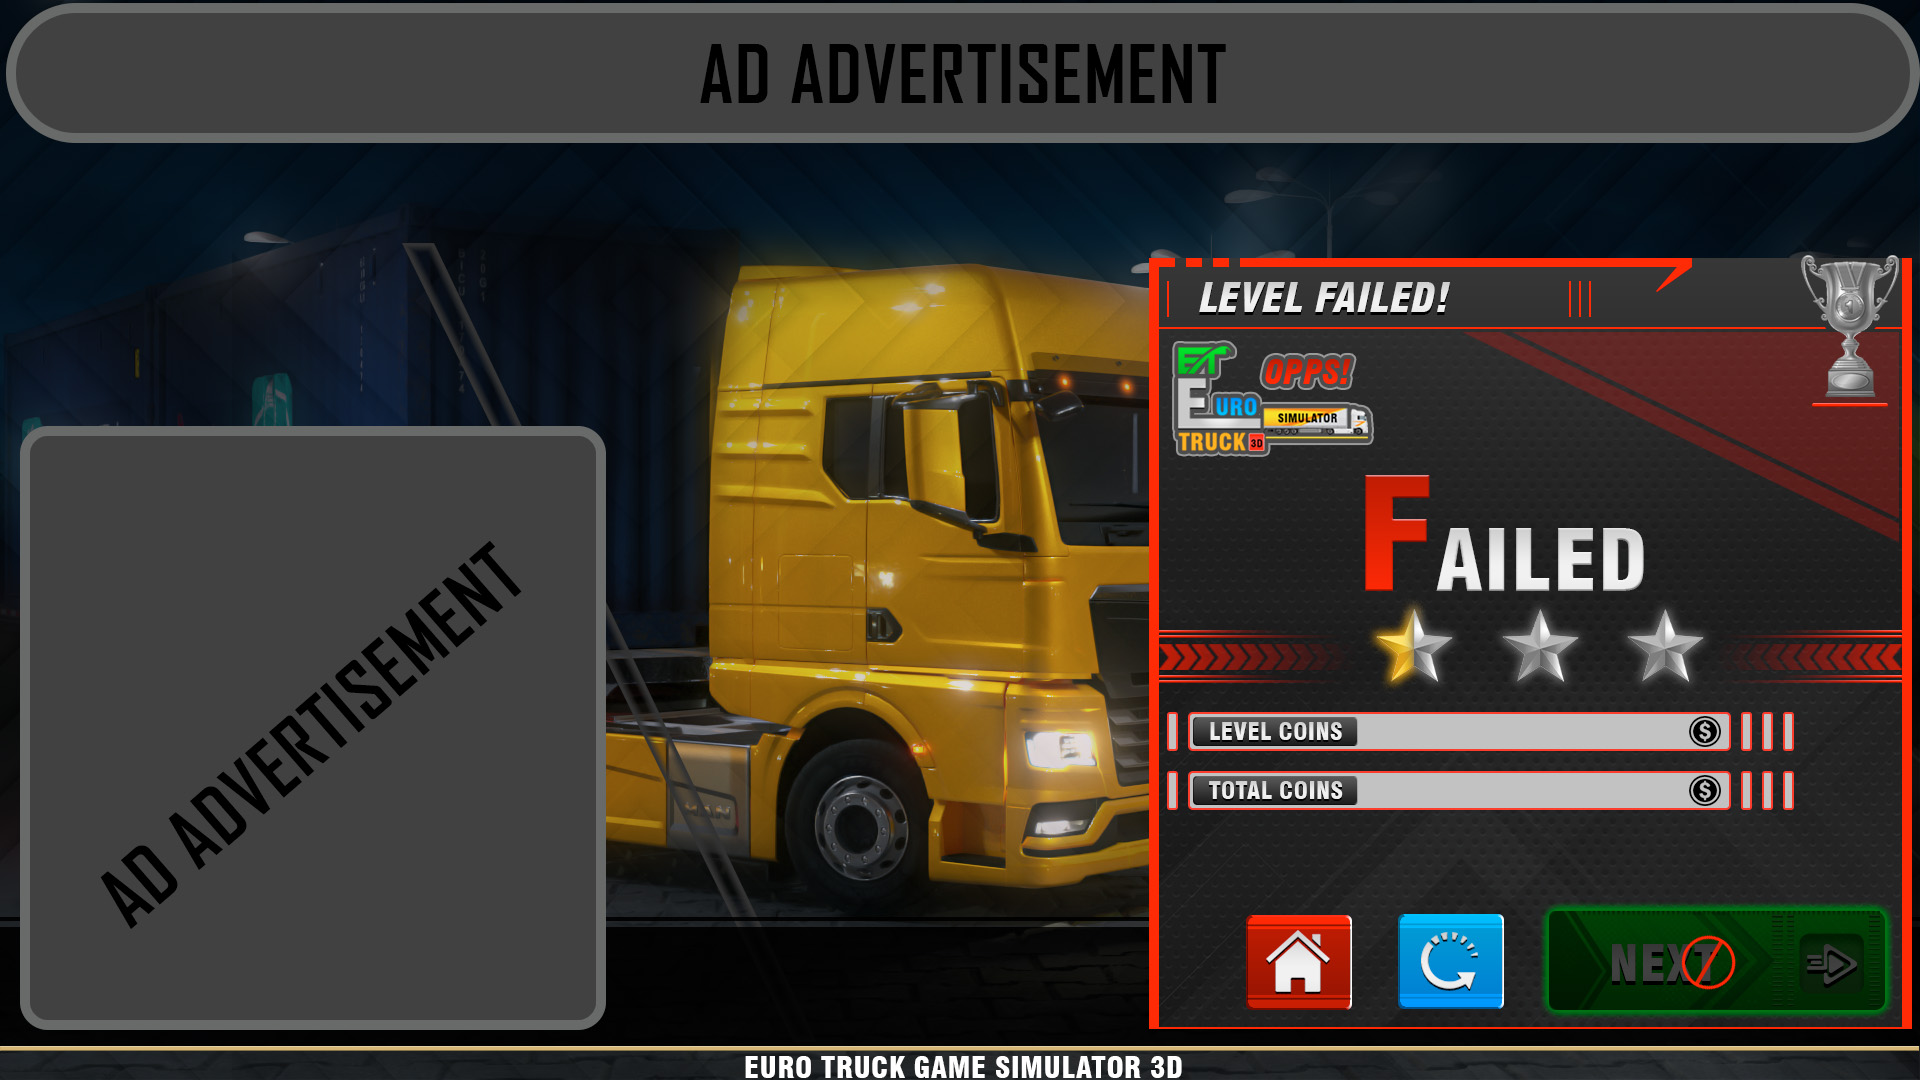 AD ADVERTISEMENT
LEVEL FAILED!
ET
OPPS!
EURO
SIMULATOR
TRUCK 3D
FAILED
AD ADVERTISEMENT
LEVEL COINS $
TOTAL COINS $
MAN
NEXT
EURO TRUCK GAME SIMULATOR 3D